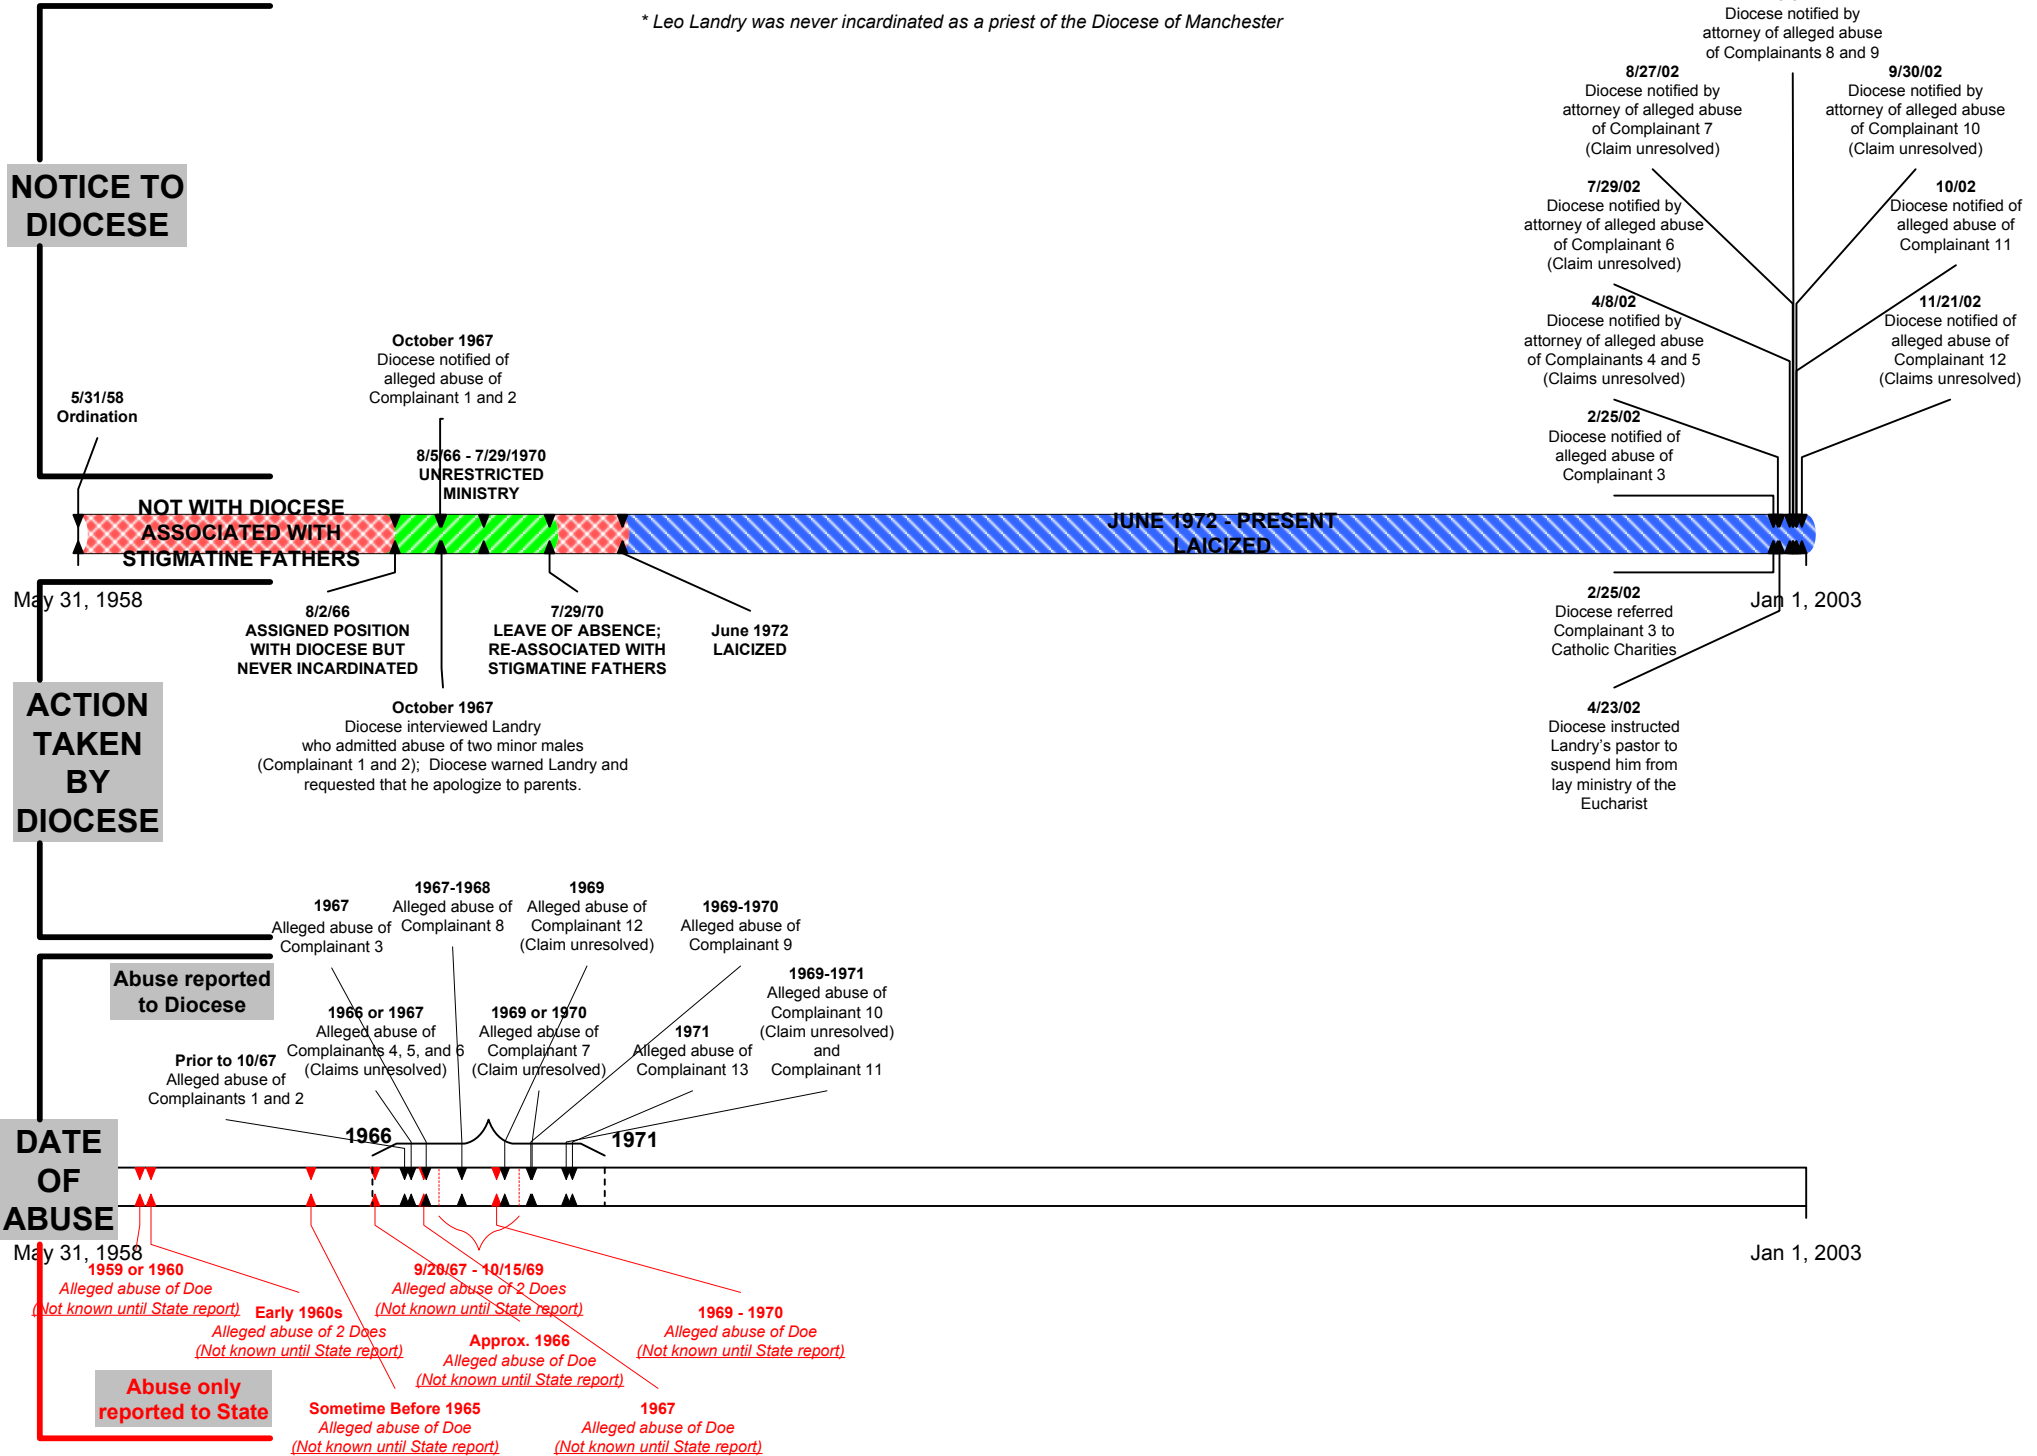 * Leo Landry was never incardinated as a priest of the Diocese of Manchester
Diocese notified by
attorney of alleged abuse
of Complainants 8 and 9
8/27/02
Diocese notified by
attorney of alleged abuse
of Complainant 7
(Claim unresolved)
9/30/02
Diocese notified by
attorney of alleged abuse
of Complainant 10
(Claim unresolved)
NOTICE TO
DIOCESE
7/29/02
Diocese notified by
attorney of alleged abuse
of Complainant 6
(Claim unresolved)
10/02
Diocese notified of
alleged abuse of
Complainant 11
4/8/02
Diocese notified by
attorney of alleged abuse
of Complainants 4 and 5
(Claims unresolved)
11/21/02
Diocese notified of
alleged abuse of
Complainant 12
(Claims unresolved)
October 1967
Diocese notified of
alleged abuse of
Complainant 1 and 2
5/31/58
Ordination
2/25/02
Diocese notified of
alleged abuse of
Complainant 3
8/5/66 - 7/29/1970
UNRESTRICTED
MINISTRY
NOT WITH DIOCESE
ASSOCIATED WITH
STIGMATINE FATHERS
JUNE 1972 - PRESENT
LAICIZED
May 31, 1958
Jan 1, 2003
8/2/66
ASSIGNED POSITION
WITH DIOCESE BUT
NEVER INCARDINATED
7/29/70
LEAVE OF ABSENCE;
RE-ASSOCIATED WITH
STIGMATINE FATHERS
June 1972
LAICIZED
2/25/02
Diocese referred
Complainant 3 to
Catholic Charities
ACTION
TAKEN
BY
DIOCESE
October 1967
Diocese interviewed Landry
who admitted abuse of two minor males
(Complainant 1 and 2);  Diocese warned Landry and
requested that he apologize to parents.
4/23/02
Diocese instructed
Landry's pastor to
suspend him from
lay ministry of the
Eucharist
1967
Alleged abuse of
Complainant 3
1967-1968
Alleged abuse of
Complainant 8
1969
Alleged abuse of
Complainant 12
(Claim unresolved)
1969-1970
Alleged abuse of
Complainant 9
Abuse reported
to Diocese
1969-1971
Alleged abuse of
Complainant 10
(Claim unresolved)
and
Complainant 11
1966 or 1967
Alleged abuse of
Complainants 4, 5, and 6
(Claims unresolved)
1969 or 1970
Alleged abuse of
Complainant 7
(Claim unresolved)
1971
Alleged abuse of
Complainant 13
Prior to 10/67
Alleged abuse of
Complainants 1 and 2
1966
1971
DATE
OF
ABUSE
May 31, 1958
Jan 1, 2003
1959 or 1960
Alleged abuse of Doe
(Not known until State report)
9/20/67 - 10/15/69
Alleged abuse of 2 Does
(Not known until State report)
Early 1960s
Alleged abuse of 2 Does
(Not known until State report)
1969 - 1970
Alleged abuse of Doe
(Not known until State report)
Approx. 1966
Alleged abuse of Doe
(Not known until State report)
Abuse only
reported to State
Sometime Before 1965
Alleged abuse of Doe
(Not known until State report)
1967
Alleged abuse of Doe
(Not known until State report)